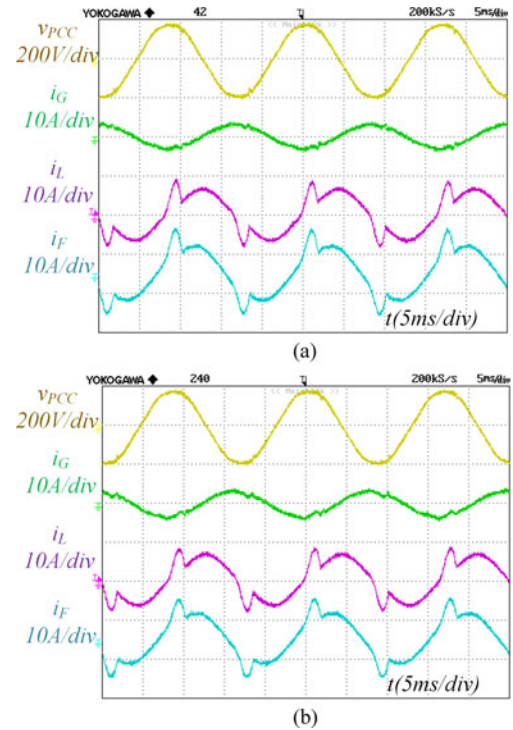 YOKOGAWA ◆ 42 200kS/s 5ms/div
<< Main >>
vPCC
200V/div
iG
10A/div
iL
10A/div
iF
10A/div
t(5ms/div)
(a)
YOKOGAWA ◆ 240 200kS/s 5ms/div
vPCC
200V/div
iG
10A/div
iL
10A/div
iF
10A/div
t(5ms/div)
(b)